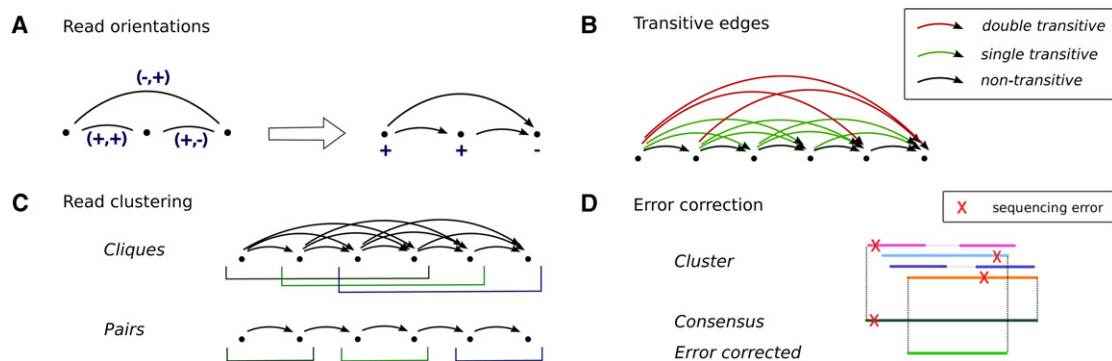 A Read orientations
(-,+)
(+,+) (+,-)
+ + -
B Transitive edges
double transitive
single transitive
non-transitive
C Read clustering
Cliques
Pairs
D Error correction
X sequencing error
Cluster
Consensus
Error corrected